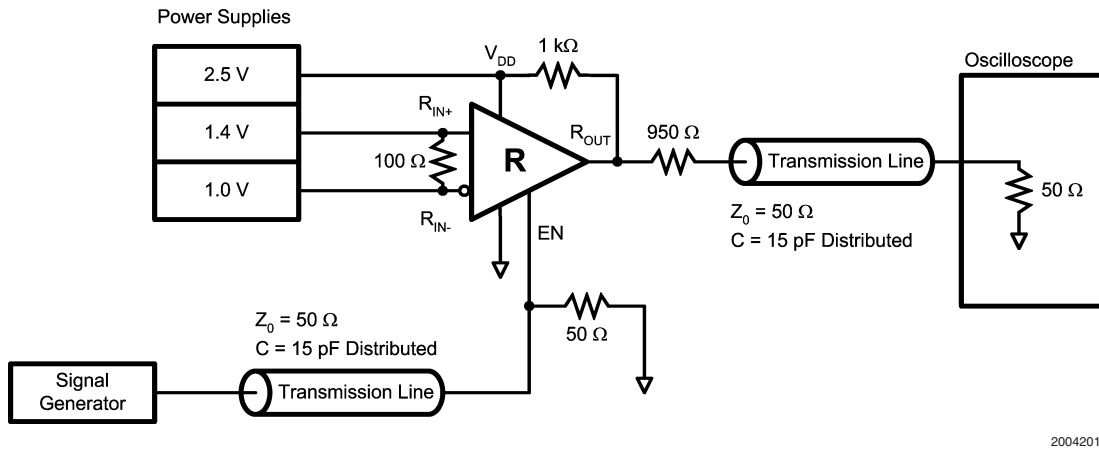 Power Supplies
2.5 V
1.4 V
1.0 V
V_DD
1 kΩ
R_IN+
100 Ω
R_IN-
R
R_OUT
950 Ω
Transmission Line
Z_0 = 50 Ω
C = 15 pF Distributed
Oscilloscope
50 Ω
EN
50 Ω
Z_0 = 50 Ω
C = 15 pF Distributed
Signal
Generator
Transmission Line
2004201